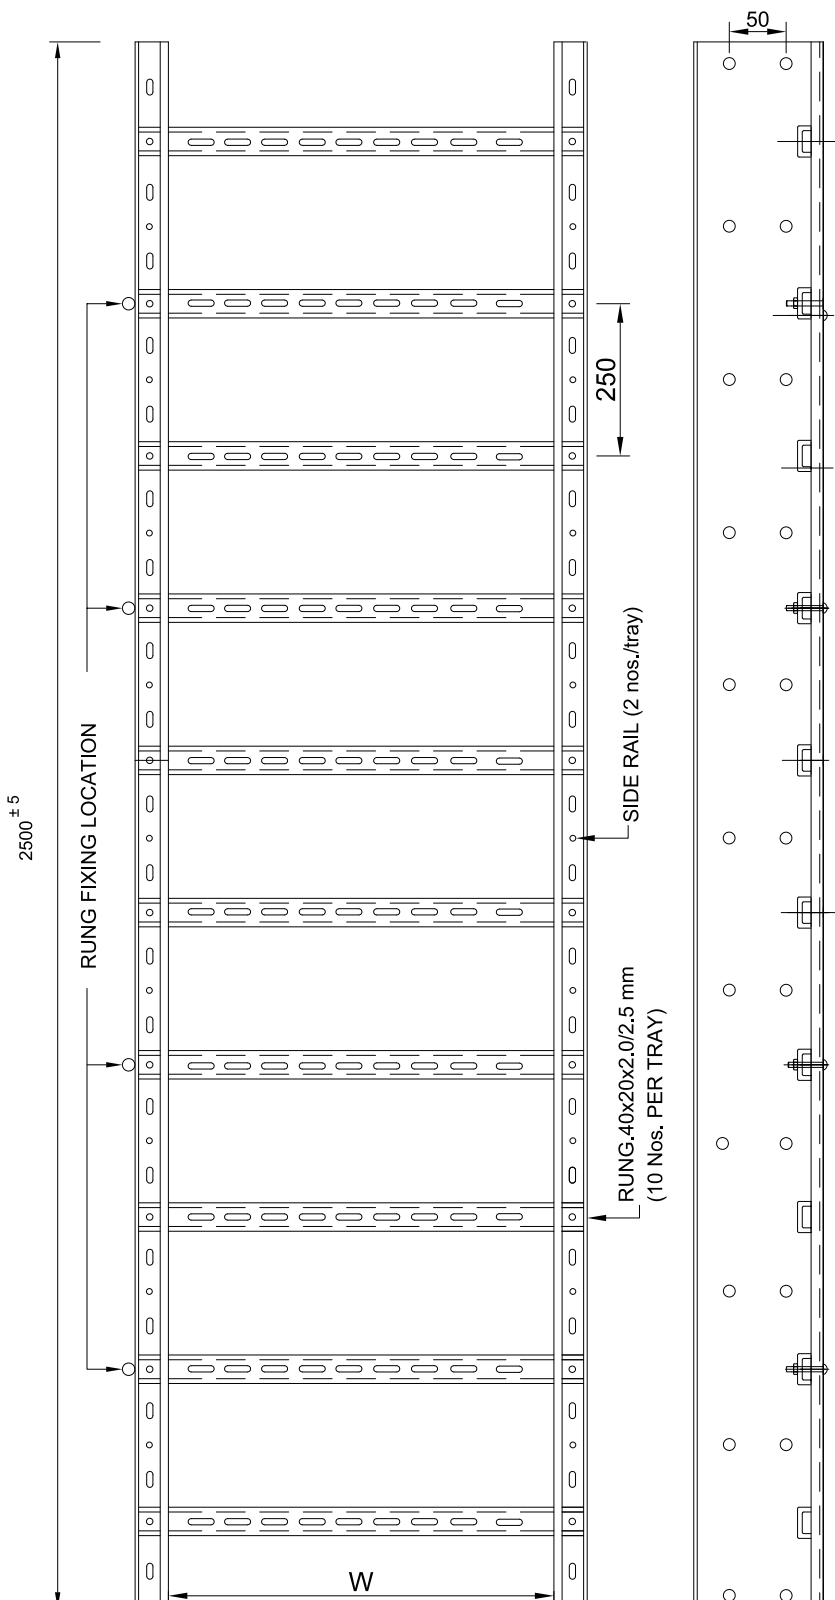 50
250
SIDE RAIL (2 nos./tray)
RUNG FIXING LOCATION
2500 ± 5
RUNG.40x20x2.0/2.5 mm
(10 Nos. PER TRAY)
W